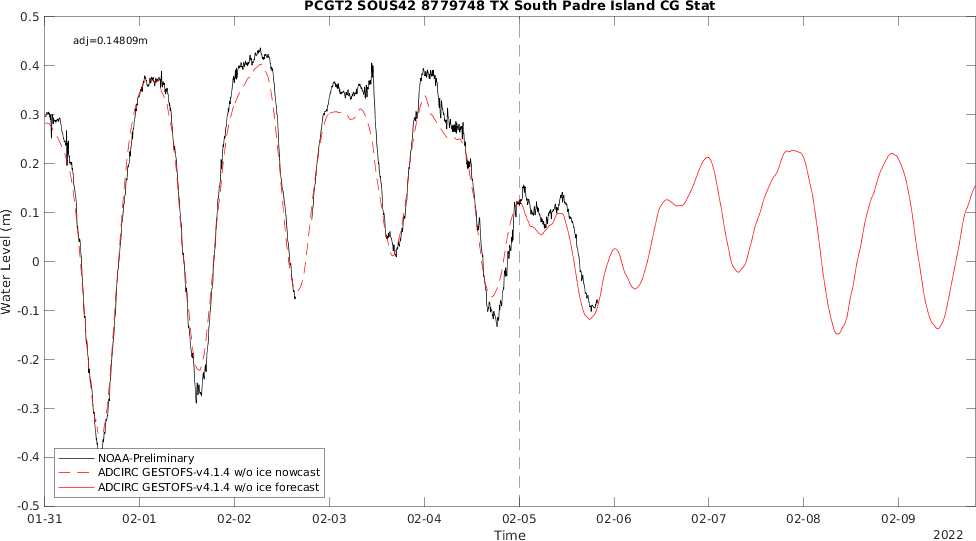 PCGT2 SOUS42 8779748 TX South Padre Island CG Stat
adj=0.14809m
0.5
0.4
0.3
0.2
0.1
0
-0.1
-0.2
-0.3
-0.4
-0.5
Water Level (m)
NOAA-Preliminary
ADCIRC GESTOFS-v4.1.4 w/o ice nowcast
ADCIRC GESTOFS-v4.1.4 w/o ice forecast
01-31 02-01 02-02 02-03 02-04 02-05 02-06 02-07 02-08 02-09
Time
2022